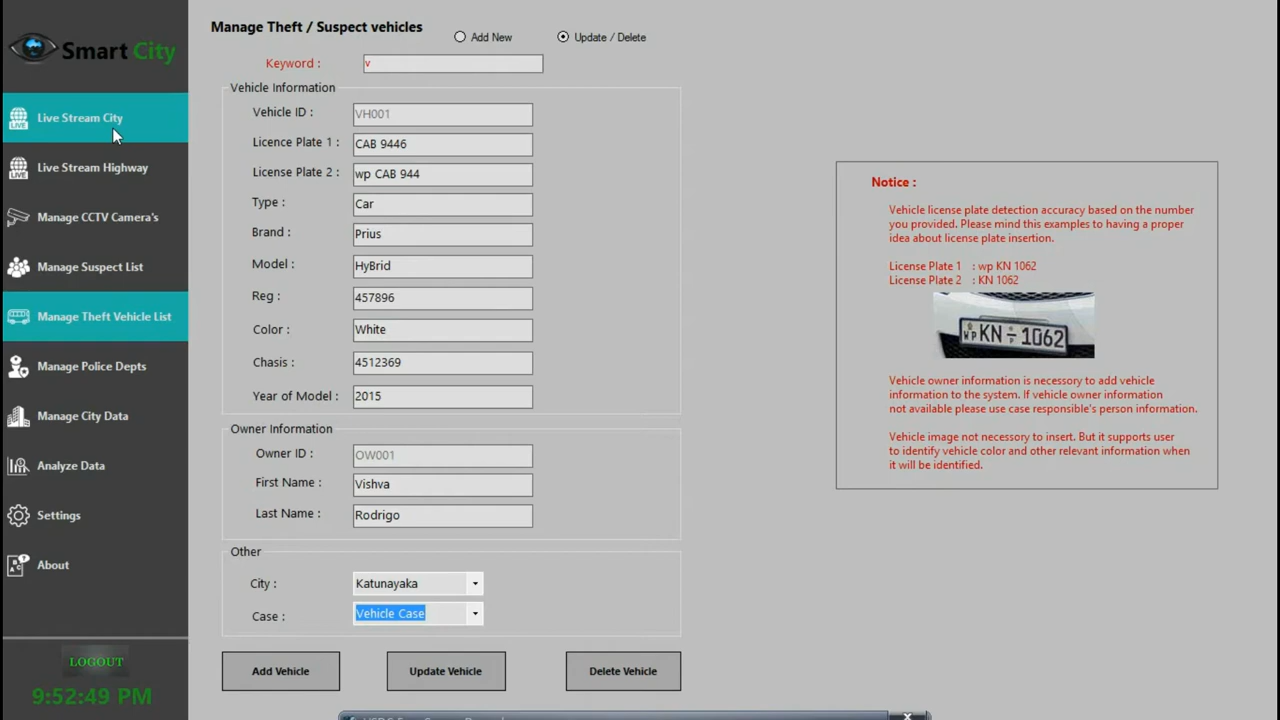 Smart City
Live Stream City
Live Stream Highway
Manage CCTV Camera's
Manage Suspect List
Manage Theft Vehicle List
Manage Police Depts
Manage City Data
Analyze Data
Settings
About
LOGOUT
9:52:49 PM
Manage Theft / Suspect vehicles
Add New
Update / Delete
Keyword : v
Vehicle Information
Vehicle ID : VH001
Licence Plate 1 : CAB 9446
License Plate 2 : wp CAB 944
Type : Car
Brand : Prius
Model : HyBrid
Reg : 457896
Color : White
Chasis : 4512369
Year of Model : 2015
Owner Information
Owner ID : OW001
First Name : Vishva
Last Name : Rodrigo
Other
City : Katunayaka
Case : Vehicle Case
Add Vehicle
Update Vehicle
Delete Vehicle
Notice :
Vehicle license plate detection accuracy based on the number
you provided. Please mind this examples to having a proper
idea about license plate insertion.
License Plate 1 : wp KN 1062
License Plate 2 : KN 1062
WP KN - 1062
Vehicle owner information is necessary to add vehicle
information to the system. If vehicle owner information
not available please use case responsible's person information.
Vehicle image not necessary to insert. But it supports user
to identify vehicle color and other relevant information when
it will be identified.